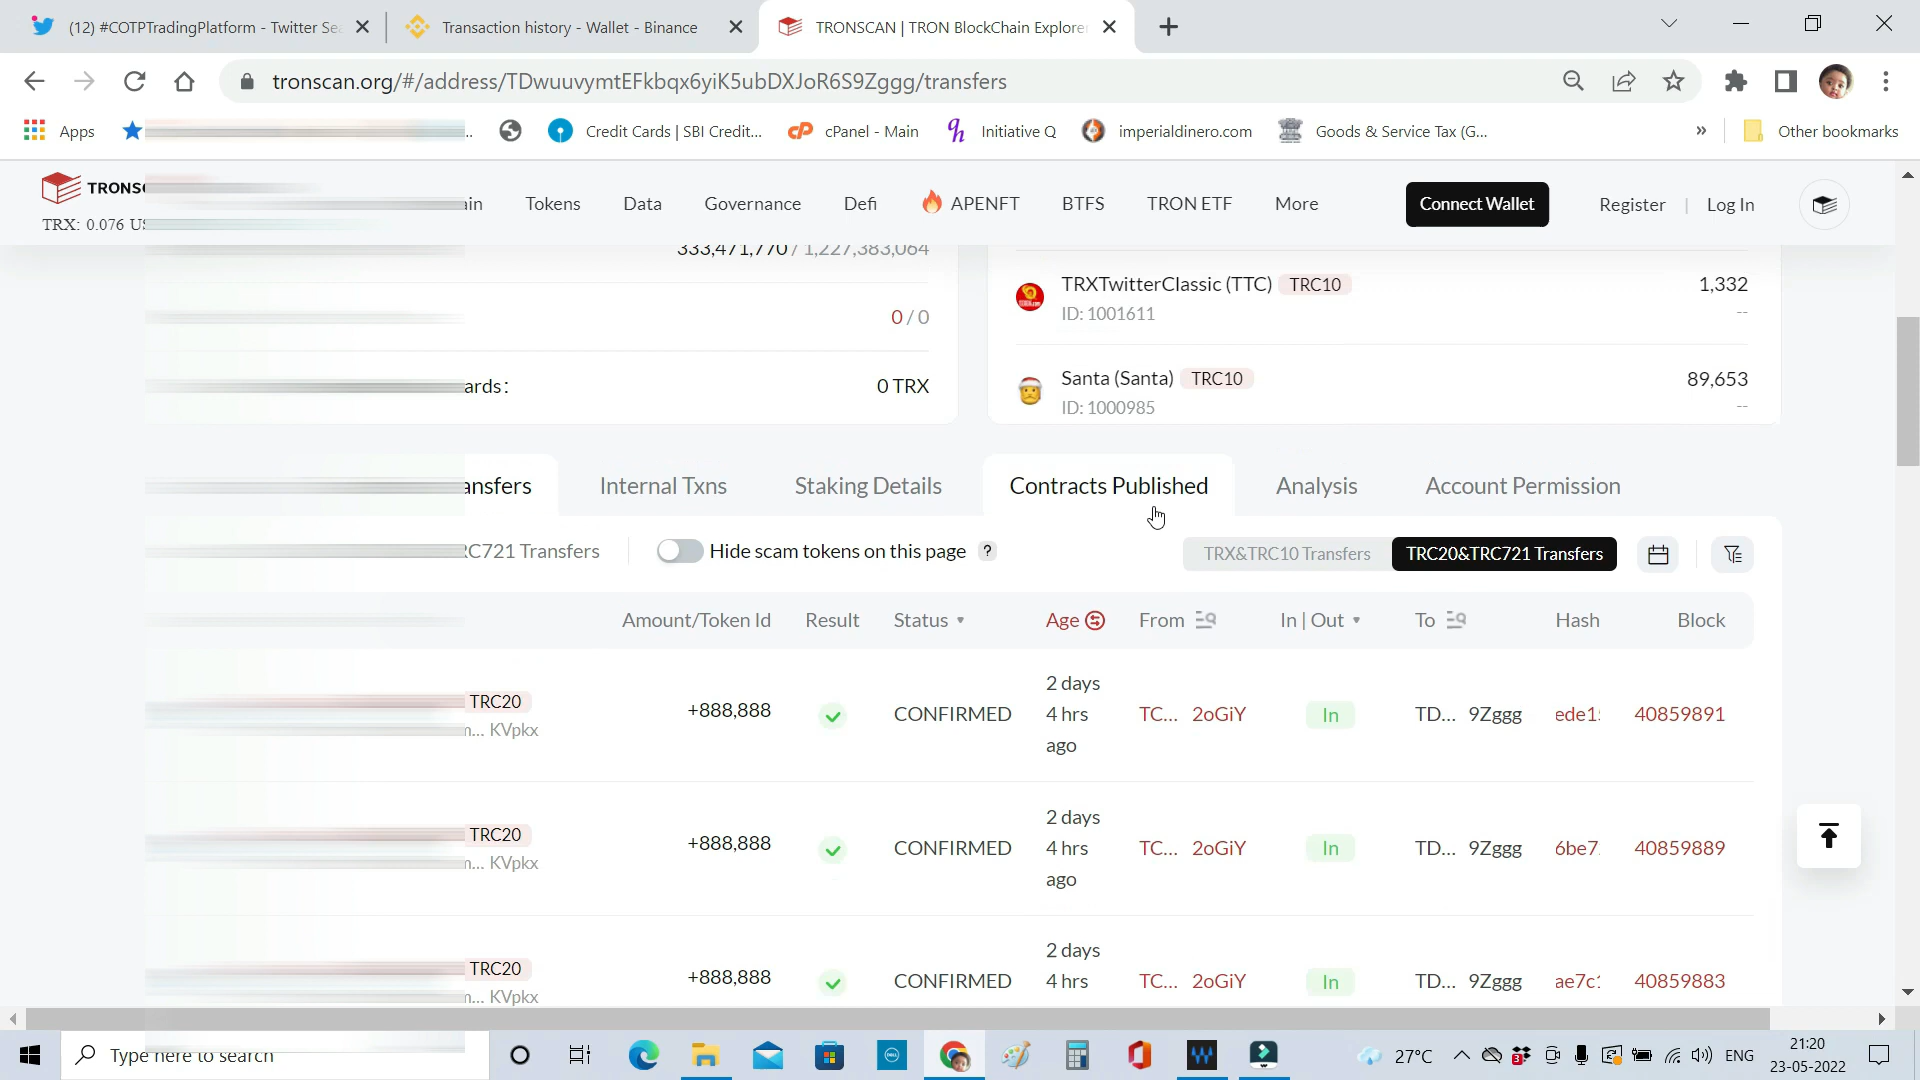 (12) #COTPTradingPlatform - Twitter Se
Transaction history - Wallet - Binance
TRONSCAN | TRON BlockChain Explore
tronscan.org/#/address/TDwuuvymtEFkbqx6yiK5ubDXJoR6S9Zggg/transfers
Apps
Credit Cards | SBI Credit...
cPanel - Main
Initiative Q
imperialdinero.com
Goods & Service Tax (G...
»
Other bookmarks
TRONS
TRX: 0.076 US
ain
Tokens
Data
Governance
Defi
APENFT
BTFS
TRON ETF
More
Connect Wallet
Register | Log In
333,471,770 / 1,227,383,064
0 / 0
ards:
0 TRX
TRXTwitterClassic (TTC) TRC10
1,332
ID: 1001611
--
Santa (Santa) TRC10
89,653
ID: 1000985
--
ansfers
Internal Txns
Staking Details
Contracts Published
Analysis
Account Permission
RC721 Transfers
Hide scam tokens on this page ?
TRX&TRC10 Transfers
TRC20&TRC721 Transfers
Amount/Token Id Result Status Age From In | Out To Hash Block
TRC20
n... KVpkx
+888,888 CONFIRMED 2 days 4 hrs ago TC... 2oGiY In TD... 9Zggg ede1 40859891
TRC20
n... KVpkx
+888,888 CONFIRMED 2 days 4 hrs ago TC... 2oGiY In TD... 9Zggg 6be7 40859889
TRC20
n... KVpkx
+888,888 CONFIRMED 2 days 4 hrs TC... 2oGiY In TD... 9Zggg ae7c 40859883
Type here to search
27°C
3
ENG
21:20
23-05-2022